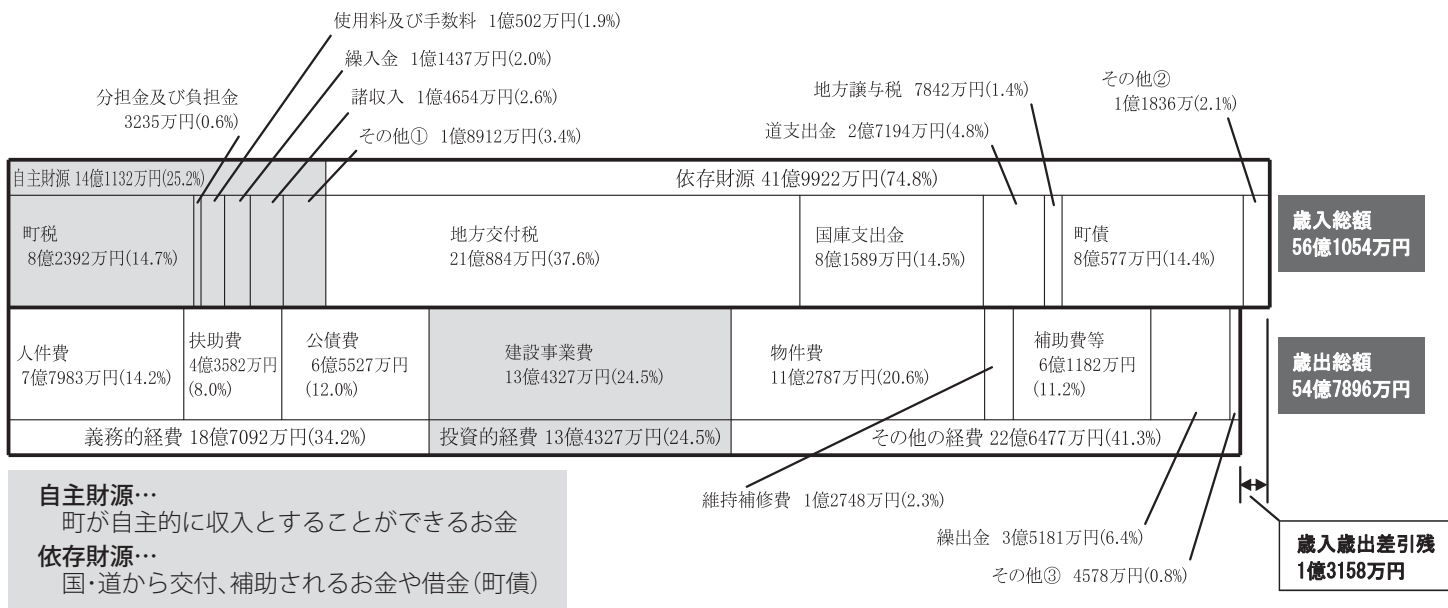 使用料及び手数料 1億502万円(1.9%)
繰入金 1億1437万円(2.0%)
分担金及び負担金
3235万円(0.6%)
諸収入 1億4654万円(2.6%)
その他① 1億8912万円(3.4%)
地方譲与税 7842万円(1.4%)
道支出金 2億7194万円(4.8%)
その他②
1億1836万(2.1%)
自主財源 14億1132万円(25.2%)
依存財源 41億9922万円(74.8%)
町税
8億2392万円(14.7%)
地方交付税
21億884万円(37.6%)
国庫支出金
8億1589万円(14.5%)
町債
8億577万円(14.4%)
歳入総額
56億1054万円
人件費
7億7983万円(14.2%)
扶助費
4億3582万円
(8.0%)
公債費
6億5527万円
(12.0%)
建設事業費
13億4327万円(24.5%)
物件費
11億2787万円(20.6%)
補助費等
6億1182万円
(11.2%)
歳出総額
54億7896万円
義務的経費 18億7092万円(34.2%)
投資的経費 13億4327万円(24.5%)
その他の経費 22億6477万円(41.3%)
維持補修費 1億2748万円(2.3%)
繰出金 3億5181万円(6.4%)
その他③ 4578万円(0.8%)
歳入歳出差引残
1億3158万円
自主財源…
町が自主的に収入とすることができるお金
依存財源…
国・道から交付、補助されるお金や借金(町債)